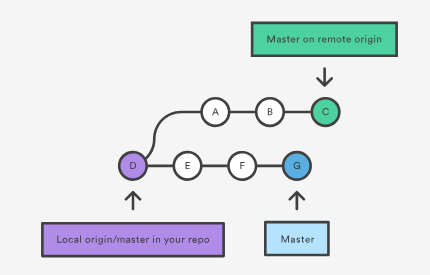 Master on remote origin
A
B
C
D
E
F
G
Local origin/master in your repo
Master